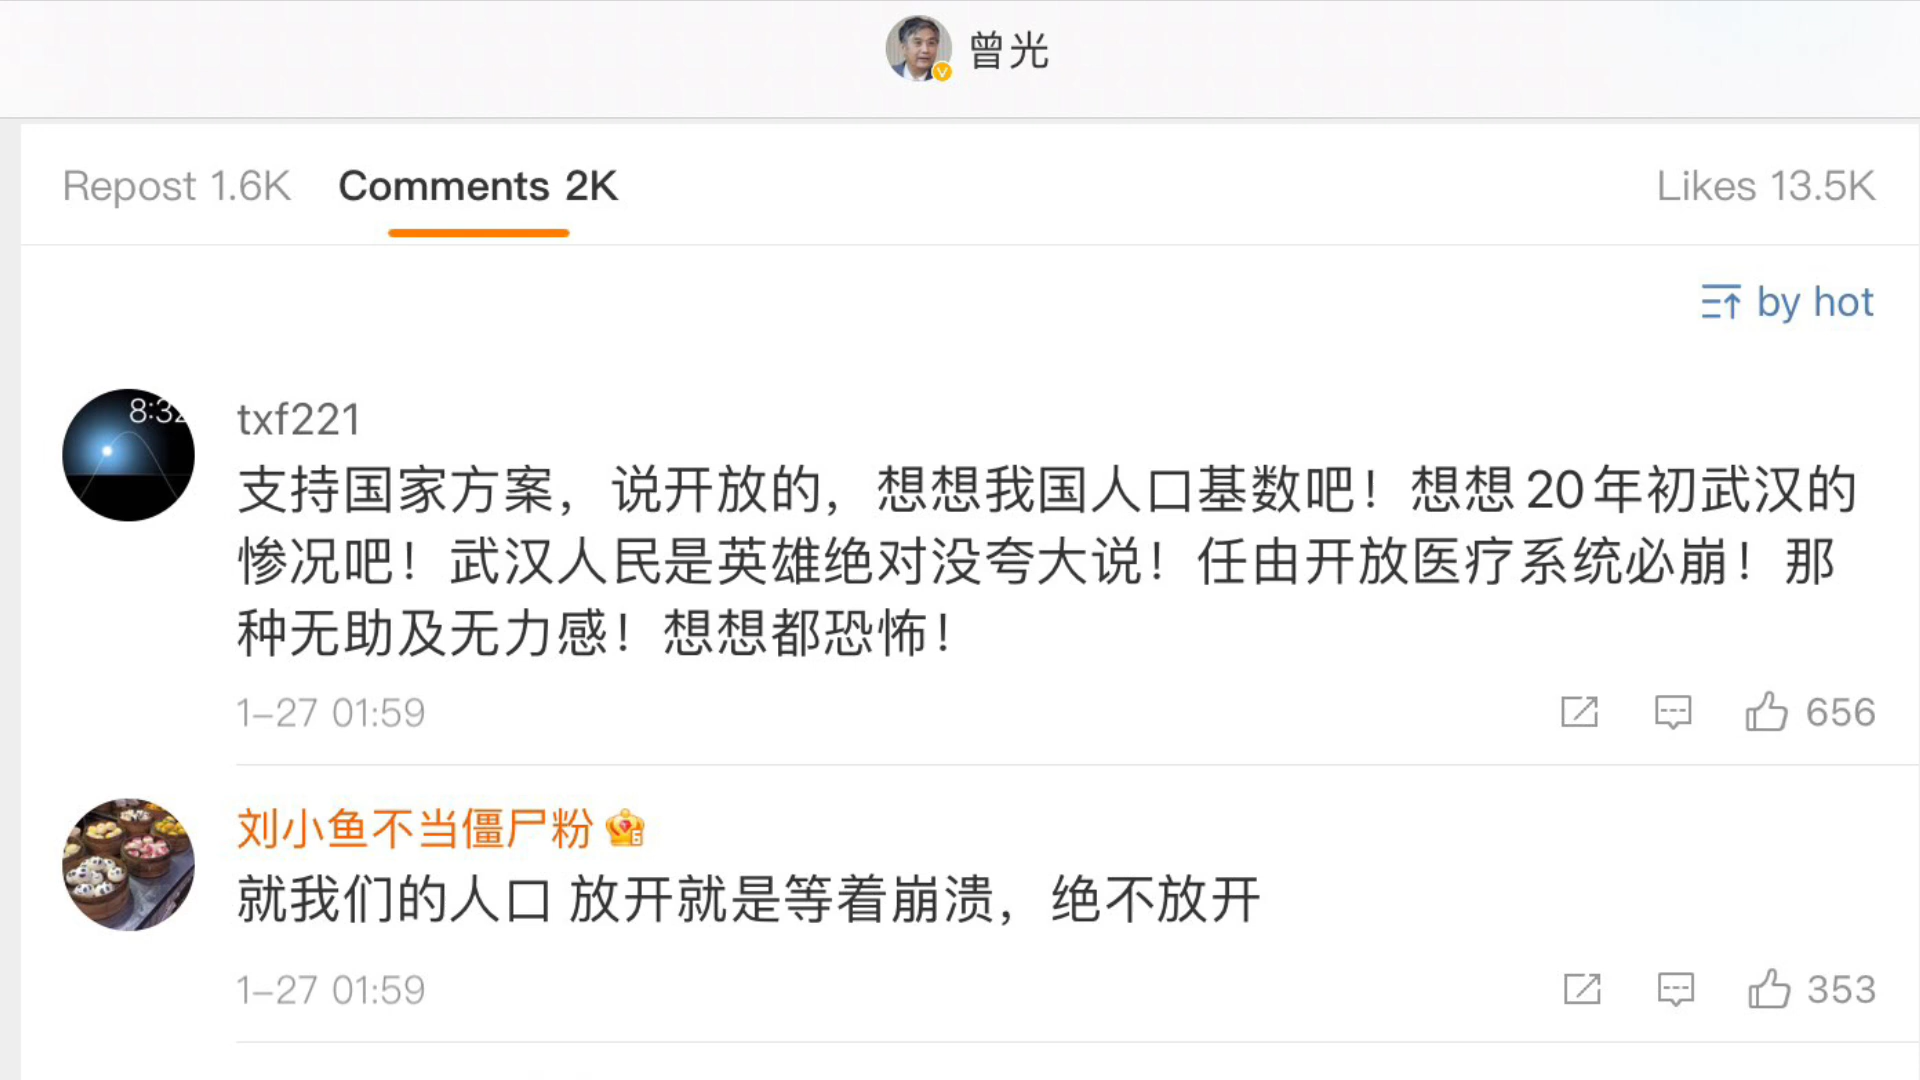 曾光
Repost 1.6K Comments 2K Likes 13.5K
by hot
8:32
txf221
支持国家方案，说开放的，想想我国人口基数吧！想想20年初武汉的
惨况吧！武汉人民是英雄绝对没夸大说！任由开放医疗系统必崩！那
种无助及无力感！想想都恐怖！
1-27 01:59 656
刘小鱼不当僵尸粉 6
就我们的人口 放开就是等着崩溃，绝不放开
1-27 01:59 353